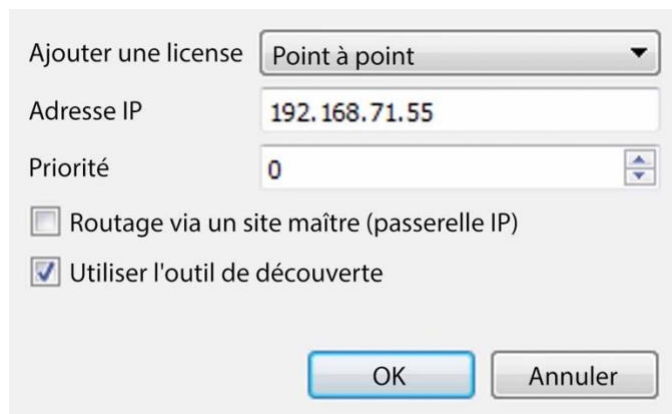 Ajouter une license Point à point
Adresse IP 192.168.71.55
Priorité 0
Routage via un site maître (passerelle IP)
Utiliser l'outil de découverte
OK Annuler